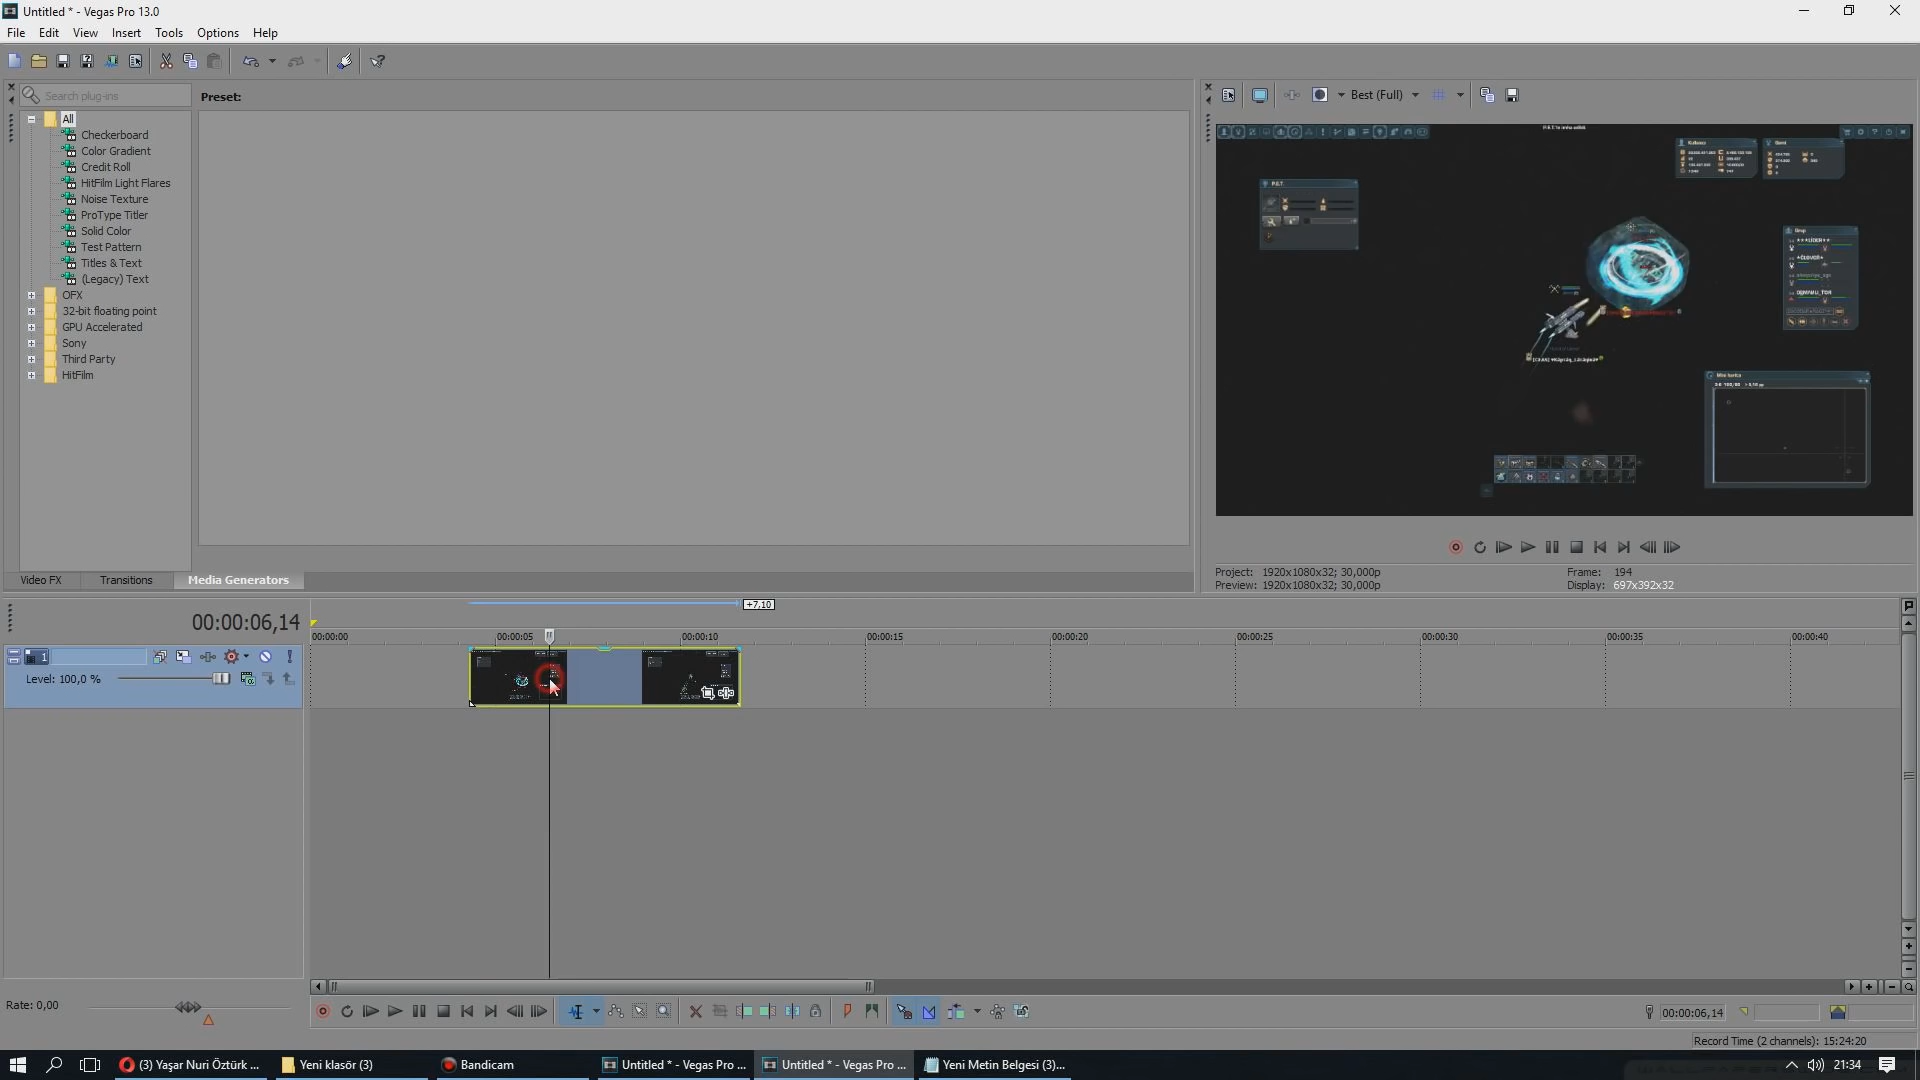 Untitled * - Vegas Pro 13.0
File Edit View Insert Tools Options Help
Search plug-ins
Preset:
Best (Full)
All
Checkerboard
Color Gradient
Credit Roll
HitFilm Light Flares
Noise Texture
ProType Titler
Solid Color
Test Pattern
Titles & Text
(Legacy) Text
OFX
32-bit floating point
GPU Accelerated
Sony
Third Party
HitFilm
P.E.T.
Grup
Mini harita
Video FX Transitions Media Generators
Project: 1920x1080x32; 30,000p
Frame: 194
Preview: 1920x1080x32; 30,000p
Display: 697x392x32
00:00:06,14
+7,10
00:00:00 00:00:05 00:00:10 00:00:15 00:00:20 00:00:25 00:00:30 00:00:35 00:00:40
1
Level: 100,0 %
Rate: 0,00
00:00:06,14
Record Time (2 channels): 15:24:20
(3) Yaşar Nuri Öztürk ...
Yeni klasör (3)
Bandicam
Untitled * - Vegas Pro ...
Untitled * - Vegas Pro ...
Yeni Metin Belgesi (3)...
21:34